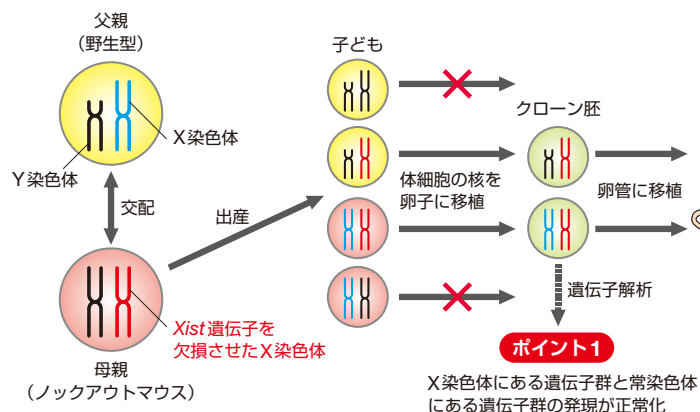 父親
（野生型）
X染色体
Y染色体
交配
出産
Xist遺伝子を
欠損させたX染色体
母親
（ノックアウトマウス）
子ども
体細胞の核を
卵子に移植
クローン胚
卵管に移植
遺伝子解析
ポイント1
X染色体にある遺伝子群と常染色体
にある遺伝子群の発現が正常化